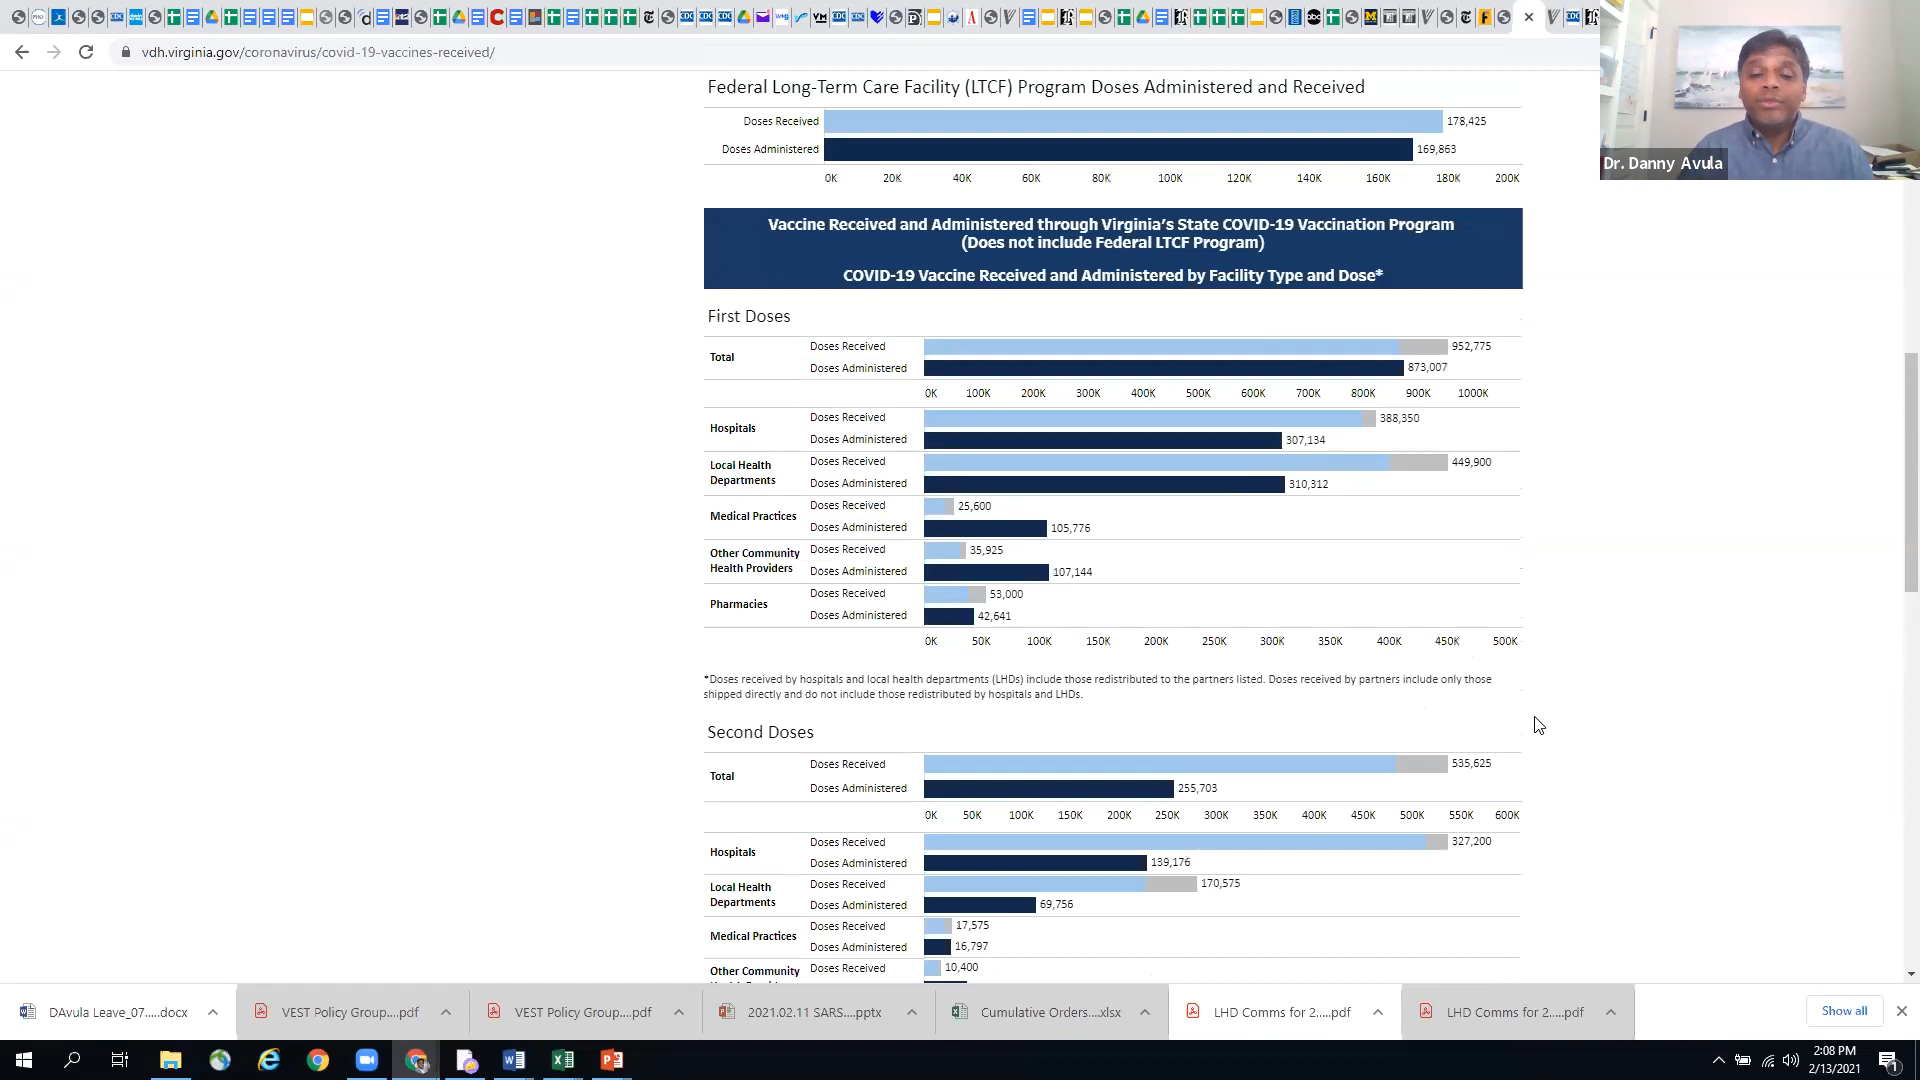 vdh.virginia.gov/coronavirus/covid-19-vaccines-received/
Dr. Danny Avula
Federal Long-Term Care Facility (LTCF) Program Doses Administered and Received
Doses Received 178,425
Doses Administered 169,863
0K 20K 40K 60K 80K 100K 120K 140K 160K 180K 200K
Vaccine Received and Administered through Virginia's State COVID-19 Vaccination Program
(Does not include Federal LTCF Program)
COVID-19 Vaccine Received and Administered by Facility Type and Dose*
First Doses
Total
Doses Received 952,775
Doses Administered 873,007
0K 100K 200K 300K 400K 500K 600K 700K 800K 900K 1000K
Hospitals
Doses Received 388,350
Doses Administered 307,134
Local Health
Departments
Doses Received 449,900
Doses Administered 310,312
Medical Practices
Doses Received 25,600
Doses Administered 105,776
Other Community
Health Providers
Doses Received 35,925
Doses Administered 107,144
Pharmacies
Doses Received 53,000
Doses Administered 42,641
0K 50K 100K 150K 200K 250K 300K 350K 400K 450K 500K
*Doses received by hospitals and local health departments (LHDs) include those redistributed to the partners listed. Doses received by partners include only those
shipped directly and do not include those redistributed by hospitals and LHDs.
Second Doses
Total
Doses Received 535,625
Doses Administered 255,703
0K 50K 100K 150K 200K 250K 300K 350K 400K 450K 500K 550K 600K
Hospitals
Doses Received 327,200
Doses Administered 139,176
Local Health
Departments
Doses Received 170,575
Doses Administered 69,756
Medical Practices
Doses Received 17,575
Doses Administered 16,797
Other Community
Doses Received 10,400
DAvula Leave_07.....docx
VEST Policy Group....pdf
VEST Policy Group....pdf
2021.02.11 SARS....pptx
Cumulative Orders....xlsx
LHD Comms for 2.....pdf
LHD Comms for 2.....pdf
Show all
2:08 PM
2/13/2021